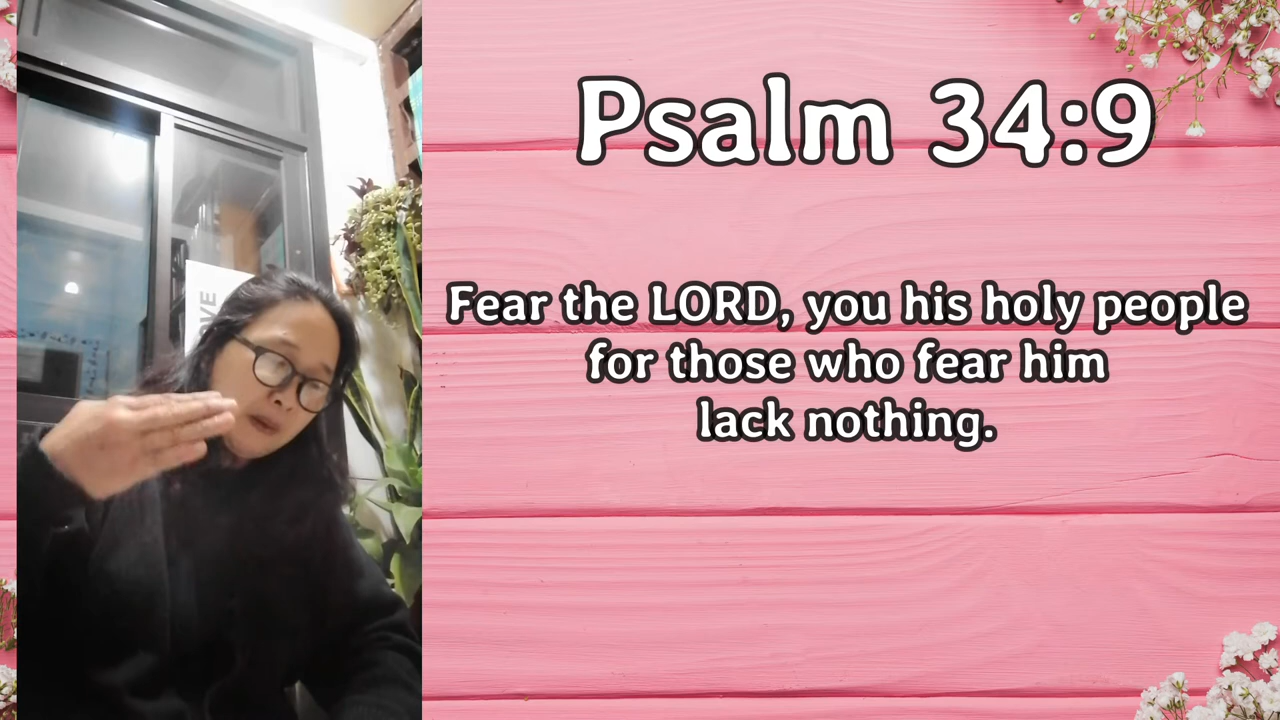 Psalm 34:9
Fear the LORD, you his holy people
for those who fear him
lack nothing.